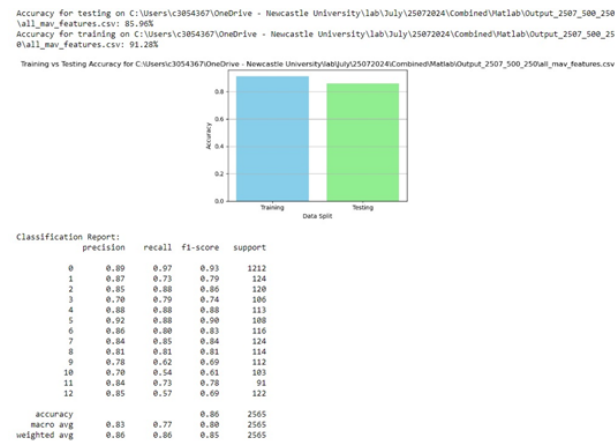 Accuracy for testing on C:\Users\c3054367\OneDrive - Newcastle University\lab\July\25072024\Combined\Matlab\Output_2507_500_250
\all_mav_features.csv: 85.96%
Accuracy for training on C:\Users\c3054367\OneDrive - Newcastle University\lab\July\25072024\Combined\Matlab\Output_2507_500_25
0\all_mav_features.csv: 91.28%
Training vs Testing Accuracy for C:\Users\c3054367\OneDrive - Newcastle University\lab\July\25072024\Combined\Matlab\Output_2507_500_250\all_mav_features.csv
0.8
0.6
0.4
0.2
0.0
Accuracy
Training Testing
Data Split
Classification Report:
precision recall f1-score support
0 0.89 0.97 0.93 1212
1 0.87 0.73 0.79 124
2 0.85 0.88 0.86 120
3 0.70 0.79 0.74 106
4 0.88 0.88 0.88 113
5 0.92 0.88 0.90 108
6 0.86 0.80 0.83 116
7 0.84 0.85 0.84 124
8 0.81 0.81 0.81 114
9 0.78 0.62 0.69 112
10 0.70 0.54 0.61 103
11 0.84 0.73 0.78 91
12 0.85 0.57 0.69 122
accuracy 0.86 2565
macro avg 0.83 0.77 0.80 2565
weighted avg 0.86 0.86 0.85 2565